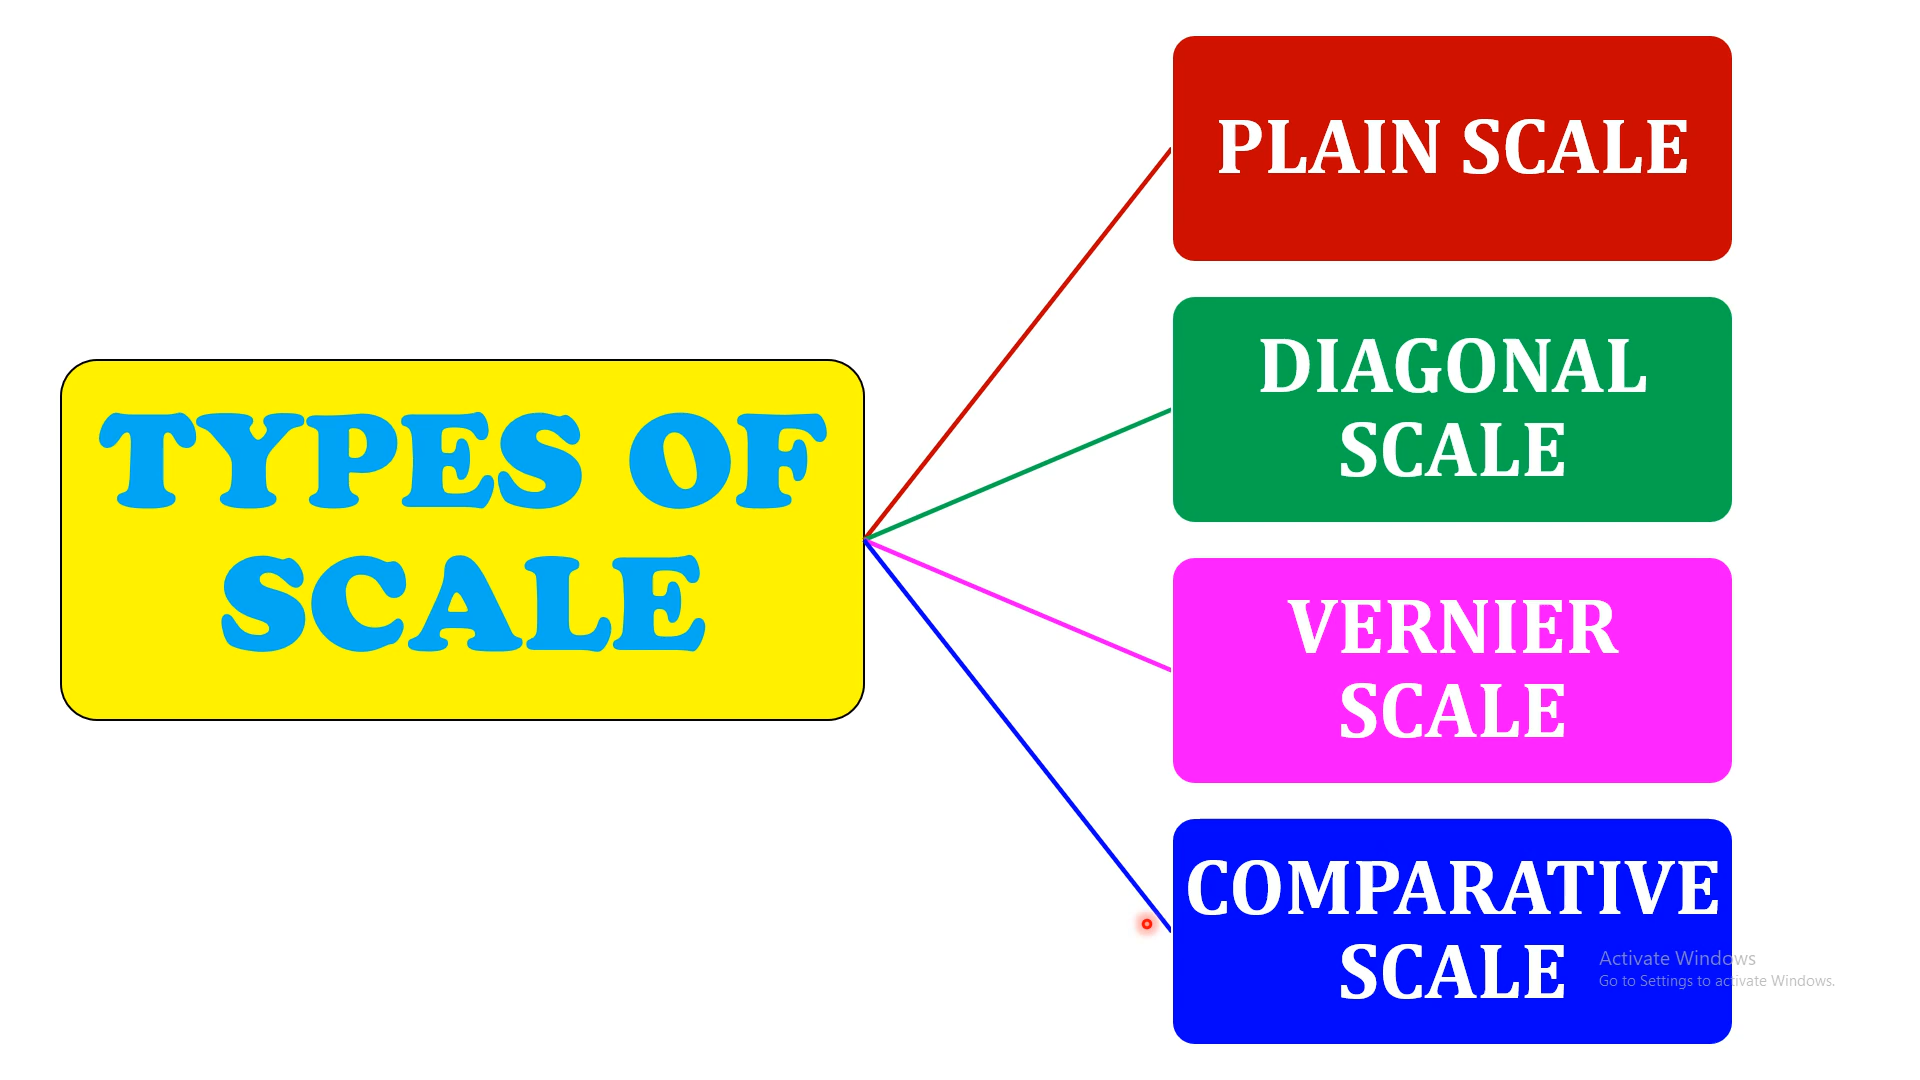 TYPES OF
SCALE
PLAIN SCALE
DIAGONAL
SCALE
VERNIER
SCALE
COMPARATIVE
SCALE
Activate Windows
Go to Settings to activate Windows.